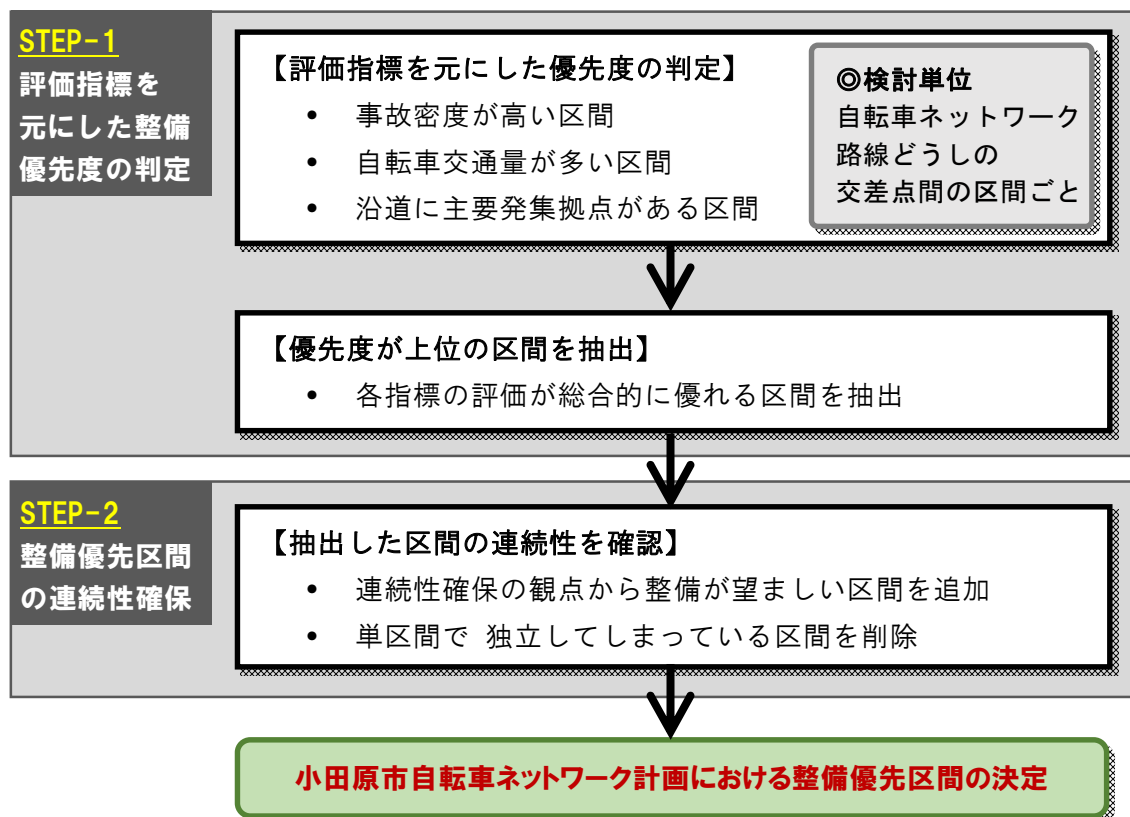 STEP-1
評価指標を
元にした整備
優先度の判定
【評価指標を元にした優先度の判定】
• 事故密度が高い区間
• 自転車交通量が多い区間
• 沿道に主要発集拠点がある区間
◎検討単位
自転車ネットワーク
路線どうしの
交差点間の区間ごと
【優先度が上位の区間を抽出】
• 各指標の評価が総合的に優れる区間を抽出
STEP-2
整備優先区間
の連続性確保
【抽出した区間の連続性を確認】
• 連続性確保の観点から整備が望ましい区間を追加
• 単区間で 独立してしまっている区間を削除
小田原市自転車ネットワーク計画における整備優先区間の決定